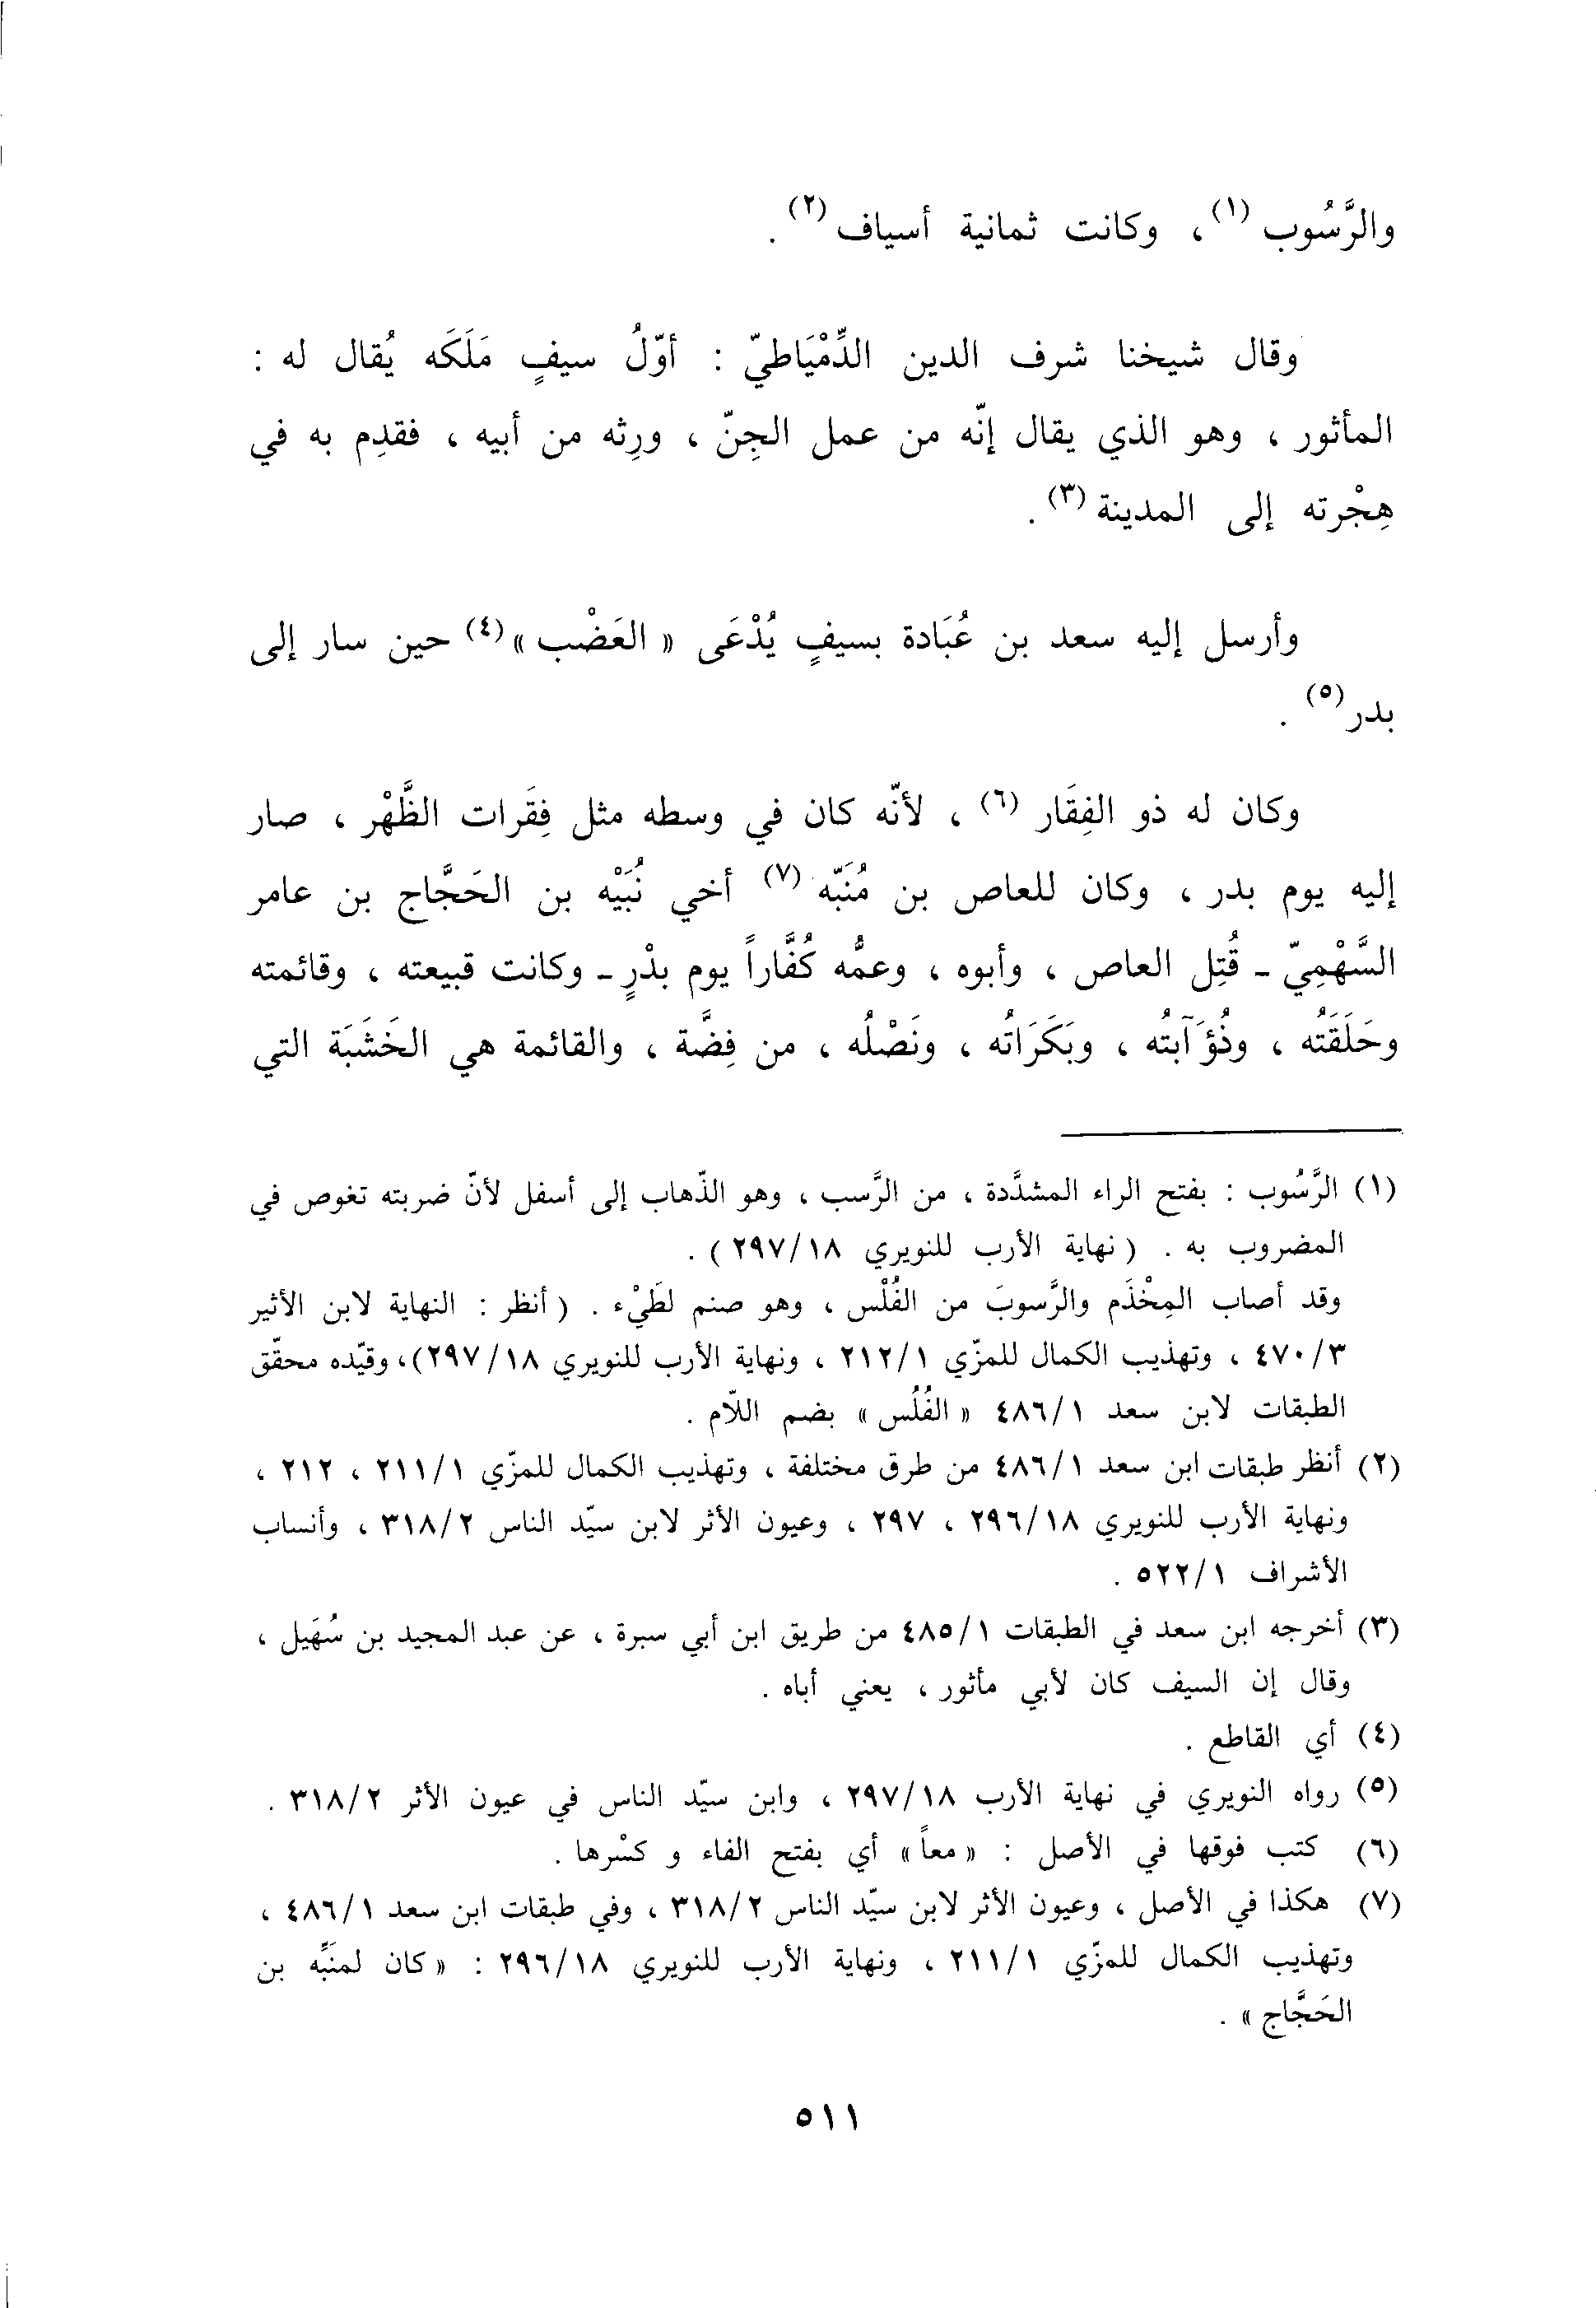 والرَّسُوب (١) ، وكانت ثمانية أسياف (٢) .
وقال شيخنا شرف الدين الدِّمْيَاطيّ : أوّلُ سيفٍ مَلَكَه يُقال له :
المأثور ، وهو الذي يقال إنّه من عمل الجِنّ ، ورِثه من أبيه ، فقدِم به في
هِجْرته إلى المدينة (٣) .
وأرسل إليه سعد بن عُبَادة بسيفٍ يُدْعَى « العَضْب » (٤) حين سار إلى
بدر (٥) .
وكان له ذو الفِقَار (٦) ، لأنّه كان في وسطه مثل فِقَرات الظَّهْر ، صار
إليه يوم بدر ، وكان للعاص بن مُنَبّه (٧) أخي نُبَيْه بن الحَجَّاج بن عامر
السَّهْمِيّ - قُتِل العاص ، وأبوه ، وعمُّه كُفَّاراً يوم بدْرٍ - وكانت قبيعته ، وقائمته
وحَلَقَتُه ، وذُؤَآبتُه ، وبَكَرَاتُه ، ونَصْلُه ، من فِضَّة ، والقائمة هي الخَشَبَة التي
(١) الرَّسُوب : بفتح الراء المشدَّدة ، من الرَّسب ، وهو الذّهاب إلى أسفل لأنّ ضربته تغوص في
المضروب به . ( نهاية الأرب للنويري ٢٩٧/١٨ ) .
وقد أصاب المِخْذَم والرَّسوبَ من الفُلْس ، وهو صنم لطَيْء . ( أنظر : النهاية لابن الأثير
٤٧٠/٣ ، وتهذيب الكمال للمزّي ٢١٢/١ ، ونهاية الأرب للنويري ٢٩٧/١٨) ، وقيّده محقّق
الطبقات لابن سعد ٤٨٦/١ « الفُلُس » بضم اللّام .
(٢) أنظر طبقات ابن سعد ٤٨٦/١ من طرق مختلفة ، وتهذيب الكمال للمزّي ٢١١/١ ، ٢١٢ ،
ونهاية الأرب للنويري ٢٩٦/١٨ ، ٢٩٧ ، وعيون الأثر لابن سيّد الناس ٣١٨/٢ ، وأنساب
الأشراف ٥٢٢/١ .
(٣) أخرجه ابن سعد في الطبقات ٤٨٥/١ من طريق ابن أبي سبرة ، عن عبد المجيد بن سُهَيل ،
وقال إن السيف كان لأبي مأثور ، يعني أباه .
(٤) أي القاطع .
(٥) رواه النويري في نهاية الأرب ٢٩٧/١٨ ، وابن سيّد الناس في عيون الأثر ٣١٨/٢ .
(٦) كتب فوقها في الأصل : « معاً » أي بفتح الفاء و كسْرها .
(٧) هكذا في الأصل ، وعيون الأثر لابن سيّد الناس ٣١٨/٢ ، وفي طبقات ابن سعد ٤٨٦/١ ،
وتهذيب الكمال للمزّي ٢١١/١ ، ونهاية الأرب للنويري ٢٩٦/١٨ : « كان لمنَبِّه بن
الحَجَّاج » .
٥١١